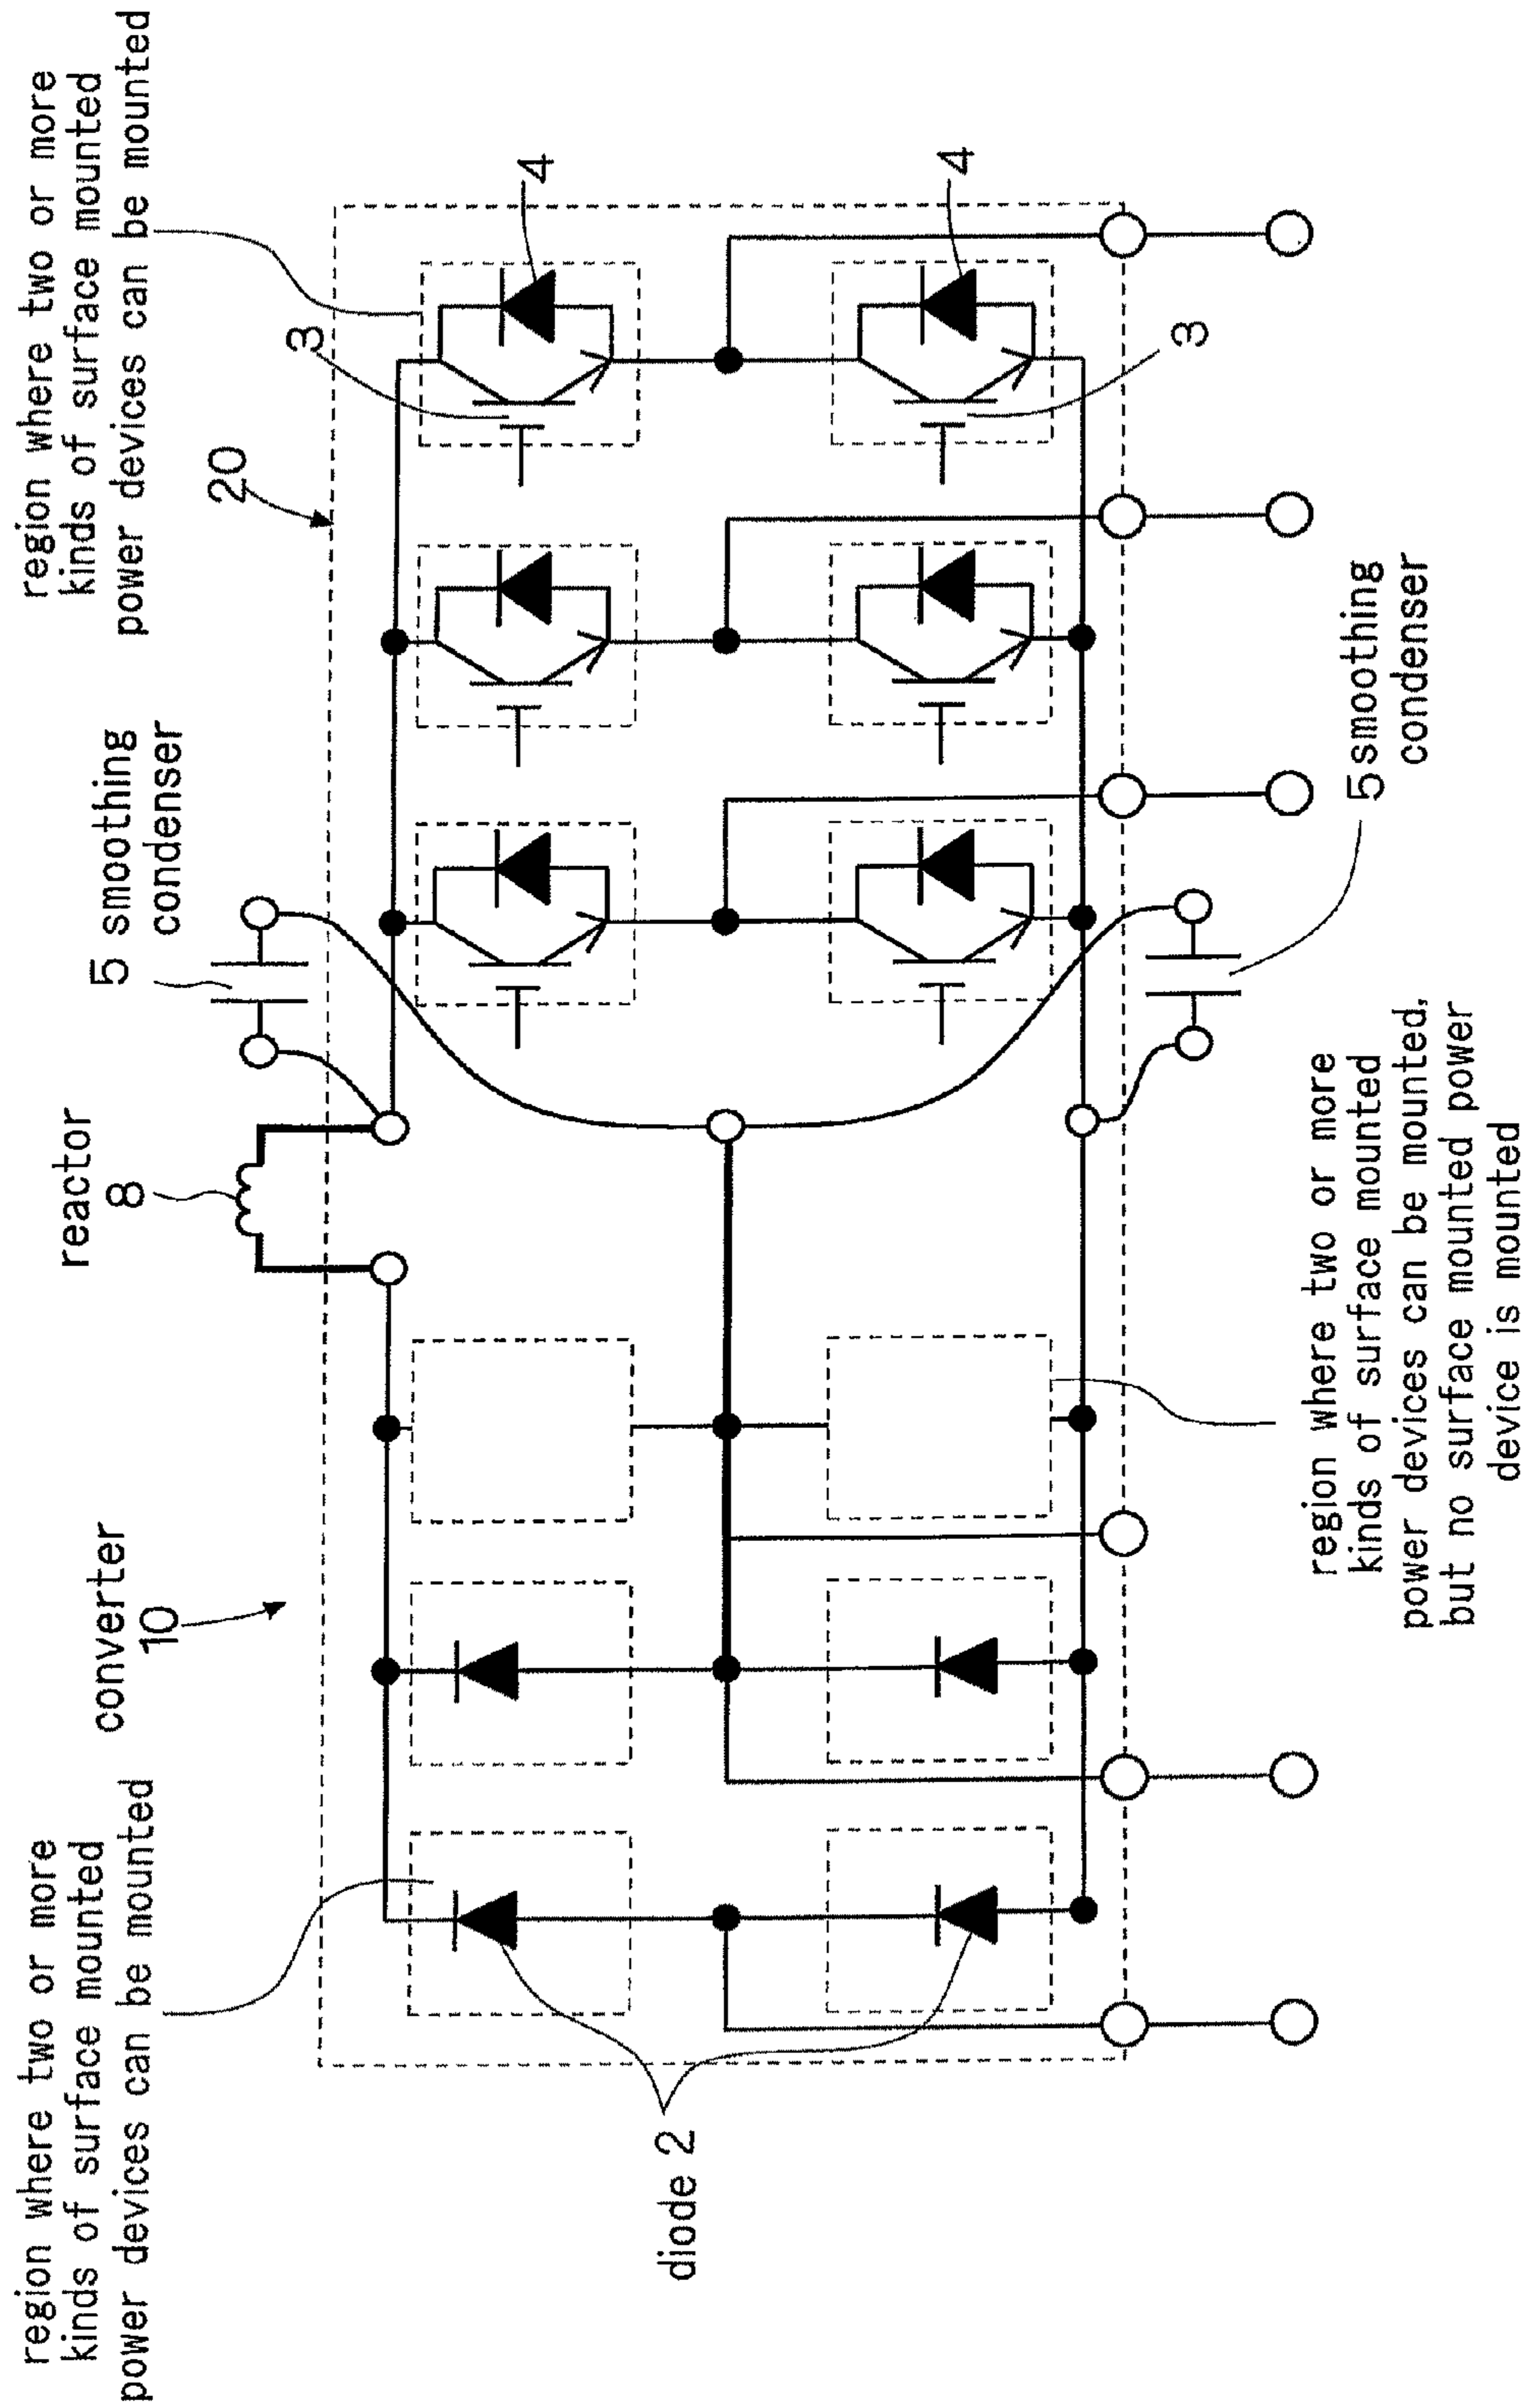 region where two or more
kinds of surface mounted
power devices can be mounted
converter
10
reactor
8
5 smoothing
condenser
20
region where two or more
kinds of surface mounted
power devices can be mounted
3
4
4
3
diode 2
region where two or more
kinds of surface mounted
power devices can be mounted,
but no surface mounted power
device is mounted
5 smoothing
condenser